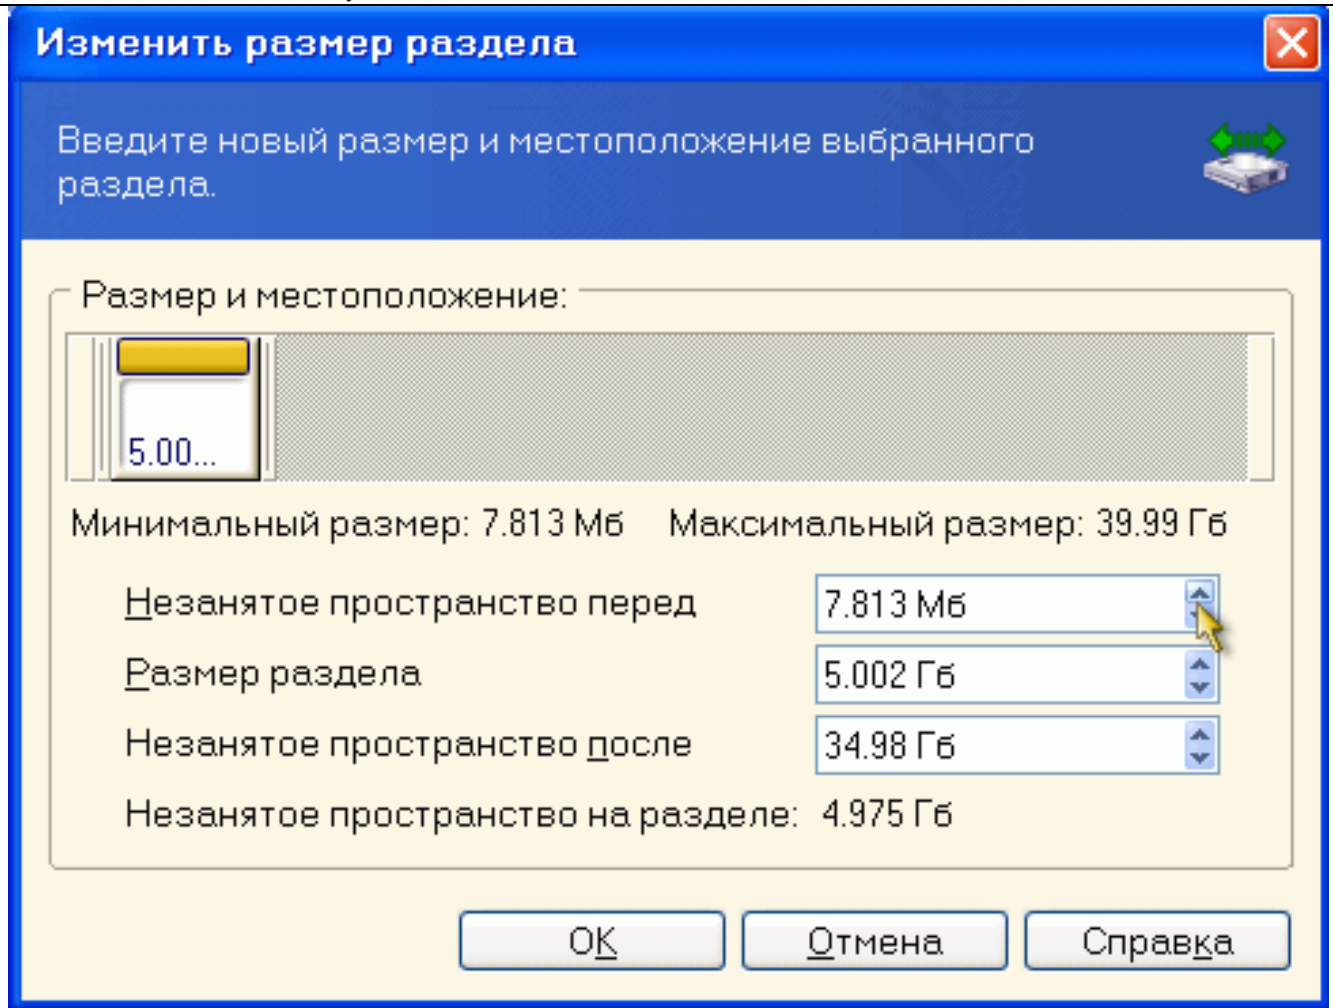 Изменить размер раздела
Введите новый размер и местоположение выбранного
раздела.
Размер и местоположение:
5.00...
Минимальный размер: 7.813 Мб Максимальный размер: 39.99 Гб
Незанятое пространство перед 7.813 Мб
Размер раздела 5.002 Гб
Незанятое пространство после 34.98 Гб
Незанятое пространство на разделе: 4.975 Гб
OK Отмена Справка